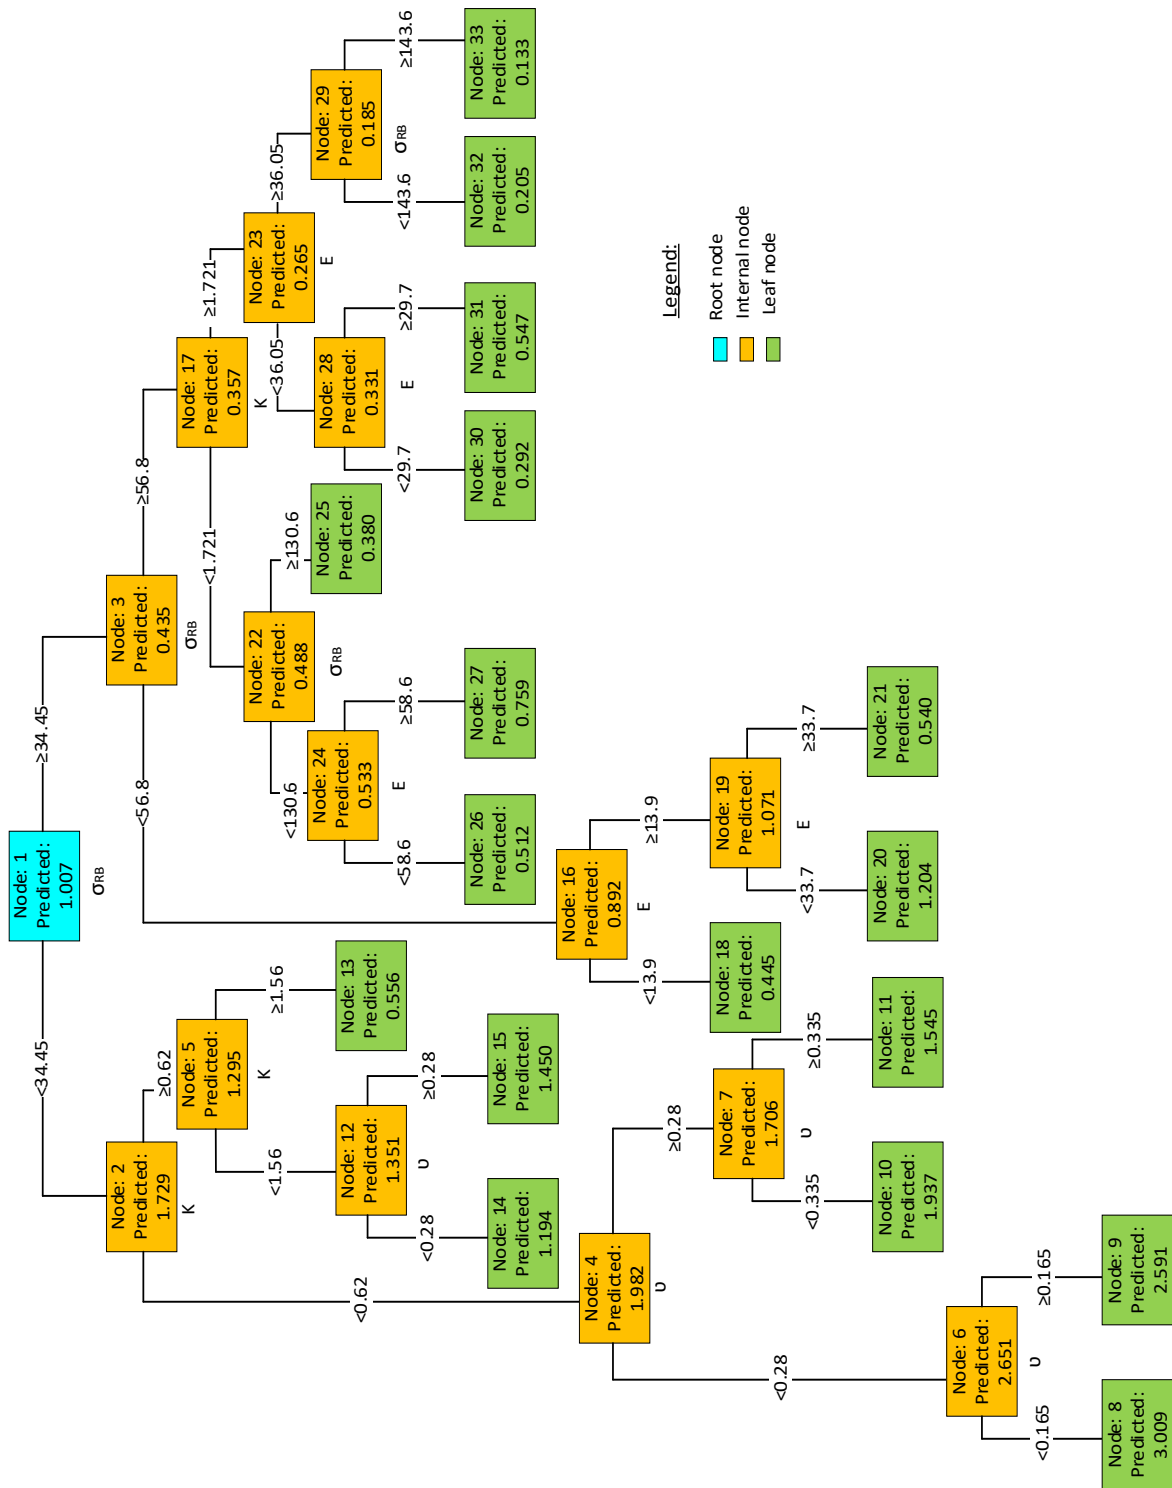 Node: 1
Predicted:
1.007
σRB
<34.45
≥34.45
Node: 2
Predicted:
1.729
K
<0.62
≥0.62
Node: 3
Predicted:
0.435
σRB
<56.8
≥56.8
Node: 5
Predicted:
1.295
K
<1.56
≥1.56
Node: 17
Predicted:
0.357
K
<1.721
≥1.721
Node: 22
Predicted:
0.488
σRB
<130.6
≥130.6
Node: 23
Predicted:
0.265
E
<36.05
≥36.05
Node: 12
Predicted:
1.351
υ
<0.28
≥0.28
Node: 13
Predicted:
0.556
Node: 24
Predicted:
0.533
E
<58.6
≥58.6
Node: 25
Predicted:
0.380
Node: 28
Predicted:
0.331
E
<29.7
≥29.7
Node: 29
Predicted:
0.185
σRB
<143.6
≥143.6
Node: 14
Predicted:
1.194
Node: 15
Predicted:
1.450
Node: 26
Predicted:
0.512
Node: 27
Predicted:
0.759
Node: 30
Predicted:
0.292
Node: 31
Predicted:
0.547
Node: 32
Predicted:
0.205
Node: 33
Predicted:
0.133
Node: 4
Predicted:
1.982
υ
<0.28
≥0.28
Node: 16
Predicted:
0.892
E
<13.9
≥13.9
Node: 7
Predicted:
1.706
υ
<0.335
≥0.335
Node: 18
Predicted:
0.445
Node: 19
Predicted:
1.071
E
<33.7
≥33.7
Node: 10
Predicted:
1.937
Node: 11
Predicted:
1.545
Node: 20
Predicted:
1.204
Node: 21
Predicted:
0.540
Node: 6
Predicted:
2.651
υ
<0.165
≥0.165
Node: 8
Predicted:
3.009
Node: 9
Predicted:
2.591
Legend:
Root node
Internal node
Leaf node